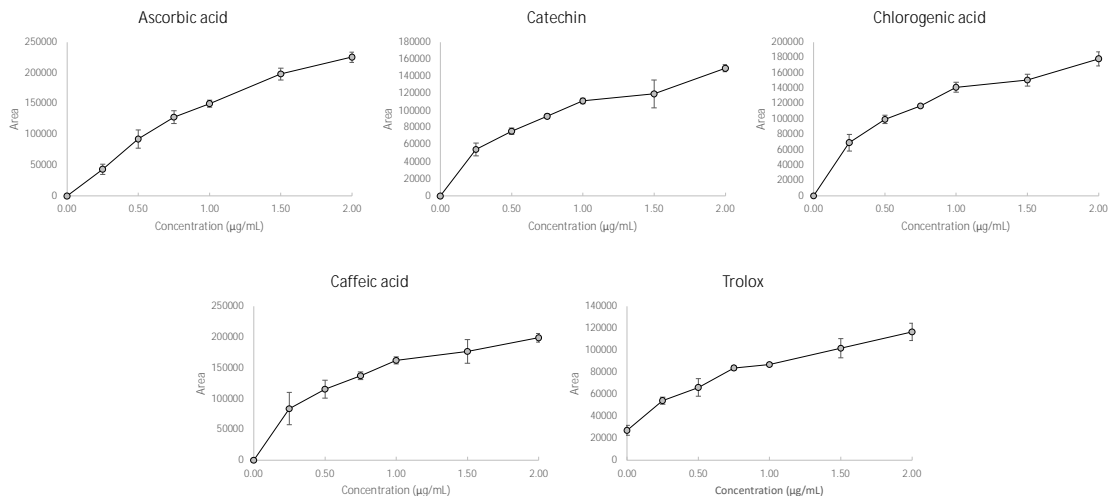 Ascorbic acid
250000
200000
150000
100000
50000
0
Area
0.00 0.50 1.00 1.50 2.00
Concentration (µg/mL)
Catechin
180000
160000
140000
120000
100000
80000
60000
40000
20000
0
Area
0.00 0.50 1.00 1.50 2.00
Concentration (µg/mL)
Chlorogenic acid
200000
180000
160000
140000
120000
100000
80000
60000
40000
20000
0
Area
0.00 0.50 1.00 1.50 2.00
Concentration (µg/mL)
Caffeic acid
250000
200000
150000
100000
50000
0
Area
0.00 0.50 1.00 1.50 2.00
Concentration (µg/mL)
Trolox
140000
120000
100000
80000
60000
40000
20000
0
Area
0.00 0.50 1.00 1.50 2.00
Concentration (µg/mL)